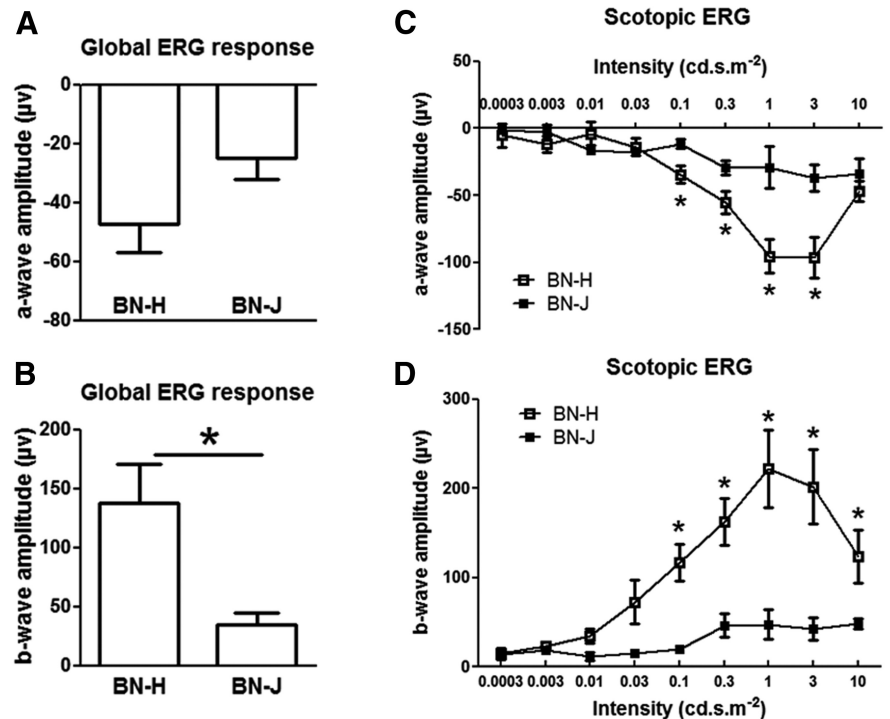 A
Global ERG response
a-wave amplitude (μv)
0
-20
-40
-60
-80
BN-H
BN-J
B
Global ERG response
b-wave amplitude (μv)
200
150
100
50
0
*
BN-H
BN-J
C
Scotopic ERG
Intensity (cd.s.m⁻²)
0.0003 0.003 0.01 0.03 0.1 0.3 1 3 10
a-wave amplitude (μv)
50
0
-50
-100
-150
* * * *
BN-H
BN-J
D
Scotopic ERG
b-wave amplitude (μv)
300
200
100
0
BN-H
BN-J
* * * * *
0.0003 0.003 0.01 0.03 0.1 0.3 1 3 10
Intensity (cd.s.m⁻²)